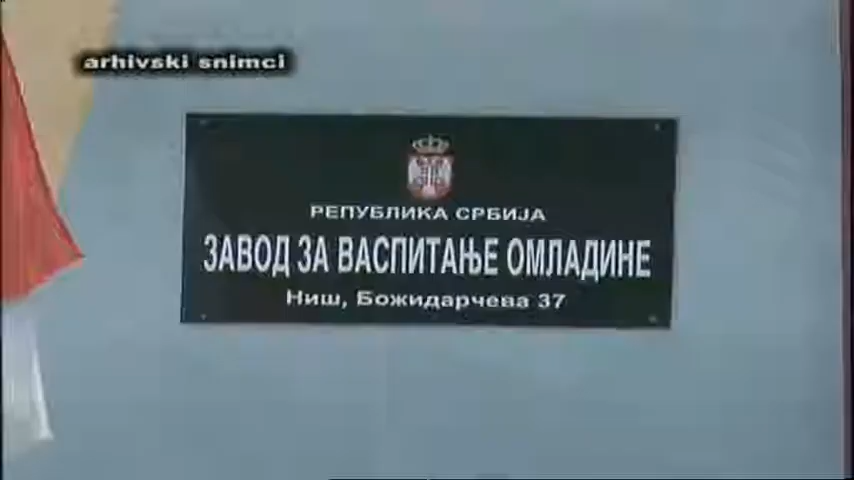 arhivski snimci
РЕПУБЛИКА СРБИЈА
ЗАВОД ЗА ВАСПИТАЊЕ ОМЛАДИНЕ
Ниш, Божидарчева 37